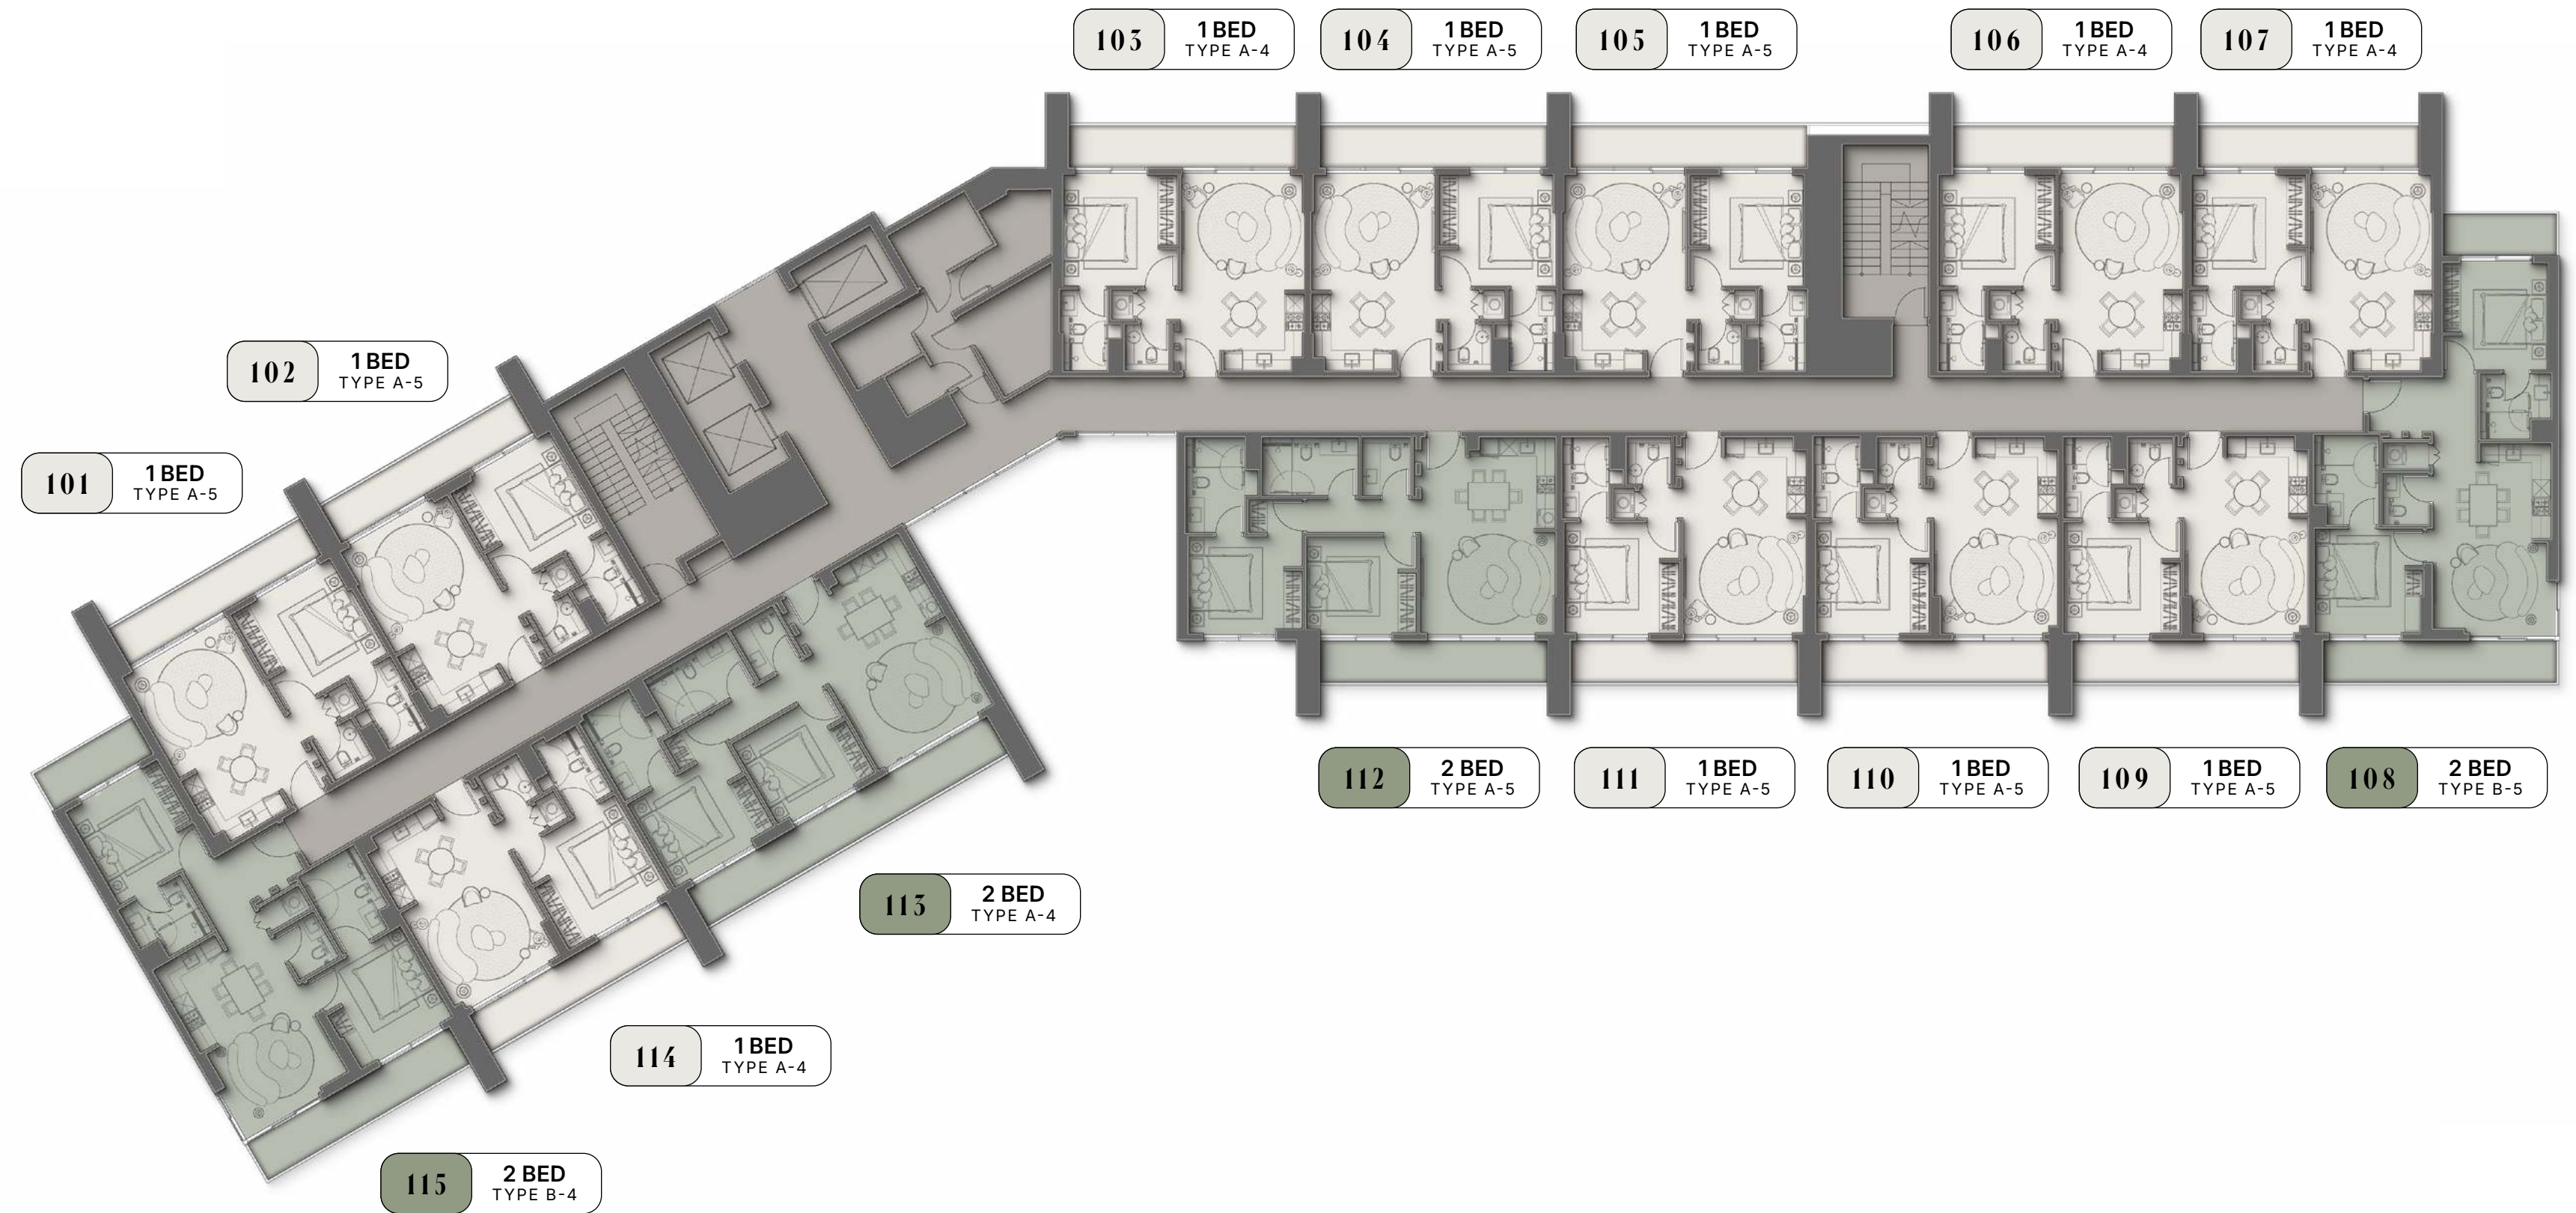 103
1 BED
TYPE A-4
104
1 BED
TYPE A-5
105
1 BED
TYPE A-5
106
1 BED
TYPE A-4
107
1 BED
TYPE A-4
102
1 BED
TYPE A-5
101
1 BED
TYPE A-5
112
2 BED
TYPE A-5
111
1 BED
TYPE A-5
110
1 BED
TYPE A-5
109
1 BED
TYPE A-5
108
2 BED
TYPE B-5
113
2 BED
TYPE A-4
114
1 BED
TYPE A-4
115
2 BED
TYPE B-4